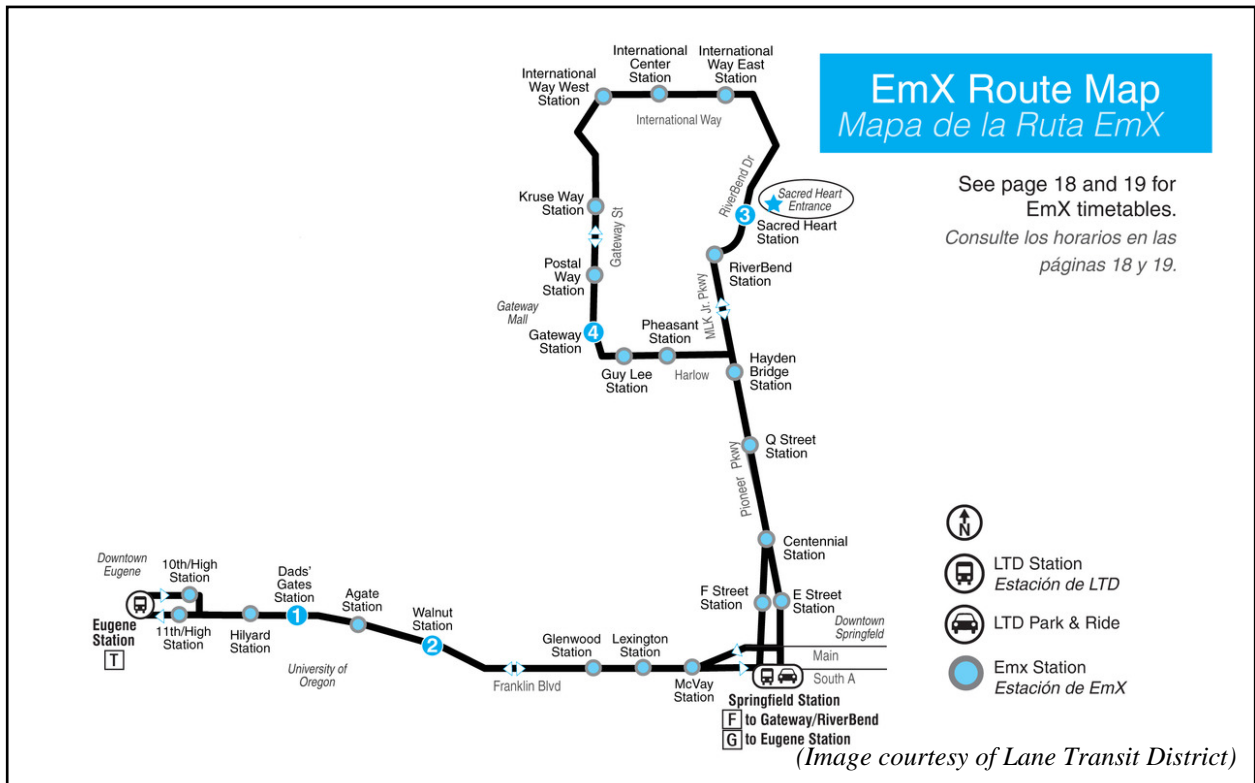 EmX Route Map
Mapa de la Ruta EmX
See page 18 and 19 for
EmX timetables.
Consulte los horarios en las
páginas 18 y 19.
International
Way West
Station
International
Center
Station
International
Way East
Station
International Way
Kruse Way
Station
Gateway St
Postal
Way
Station
Gateway
Mall
4
Gateway
Station
Guy Lee
Station
Pheasant
Station
Harlow
RiverBend Dr
Sacred Heart
Entrance
3
Sacred Heart
Station
RiverBend
Station
MLK Jr. Pkwy
Hayden
Bridge
Station
Q Street
Station
Pioneer Pkwy
Centennial
Station
F Street
Station
E Street
Station
Downtown
Springfeld
Main
South A
Downtown
Eugene
10th/High
Station
Eugene
Station
T
11th/High
Station
Hilyard
Station
Dads'
Gates
Station
1
Agate
Station
University of
Oregon
Walnut
Station
2
Franklin Blvd
Glenwood
Station
Lexington
Station
McVay
Station
Springfield Station
F to Gateway/RiverBend
G to Eugene Station
N
LTD Station
Estación de LTD
LTD Park & Ride
Emx Station
Estación de EmX
(Image courtesy of Lane Transit District)